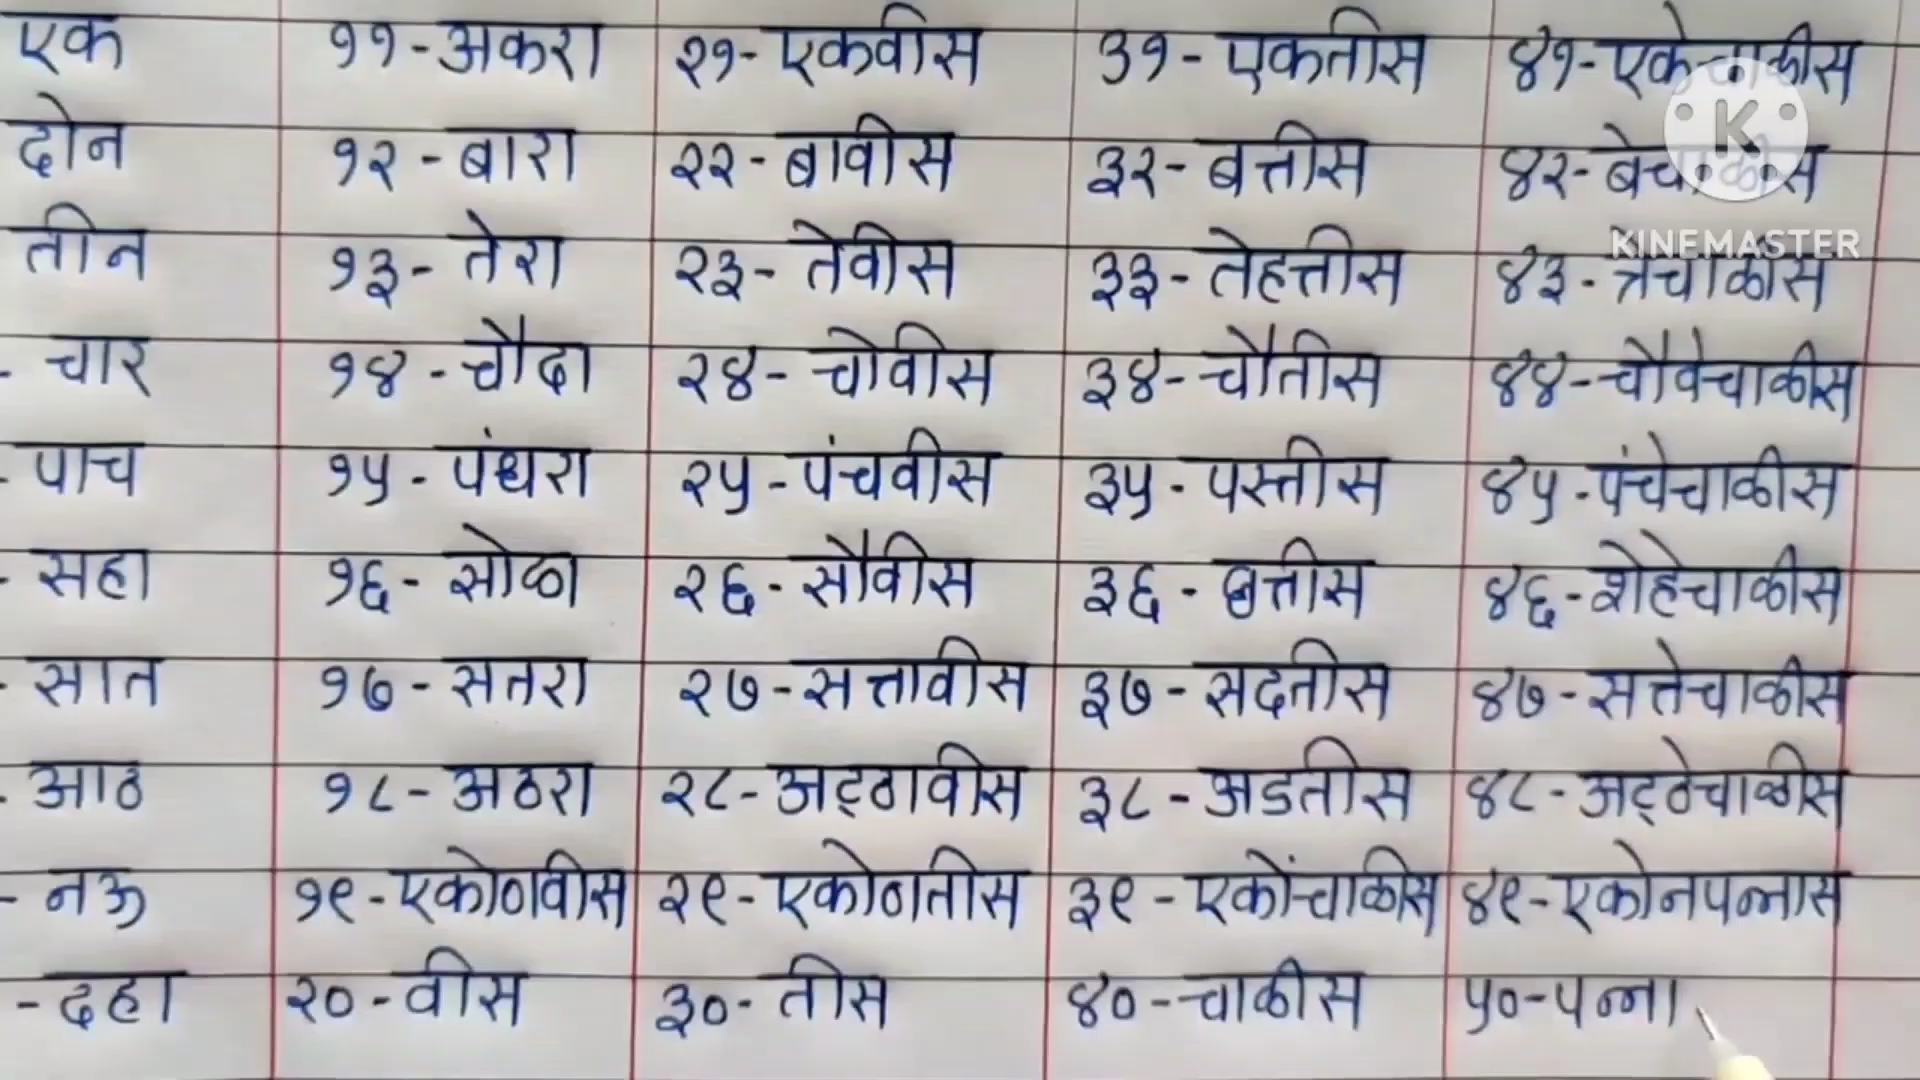 एक ११-अकरा २१-एकवीस ३१-एकतीस ४१-एकेचाळीस
दोन १२-बारा २२-बावीस ३२-बत्तीस ४२-बेचाळीस
तीन १३-तेरा २३-तेवीस ३३-तेहत्तीस ४३-त्रेचाळीस
-चार १४-चौदा २४-चोवीस ३४-चौतीस ४४-चौवेचाळीस
-पाच १५-पंधरा २५-पंचवीस ३५-पस्तीस ४५-पंचेचाळीस
-सहा १६-सोळा २६-सौवीस ३६-छत्तीस ४६-शेहेचाळीस
-सात १७-सतरा २७-सत्तावीस ३७-सदतीस ४७-सत्तेचाळीस
-आठ १८-अठरा २८-अट्ठावीस ३८-अडतीस ४८-अट्ठेचाळीस
-नऊ १९-एकोणवीस २९-एकोणतीस ३९-एकोंचाळीस ४९-एकोनपन्नास
-दहा २०-वीस ३०-तीस ४०-चाळीस ५०-पन्ना
K
KINEMASTER